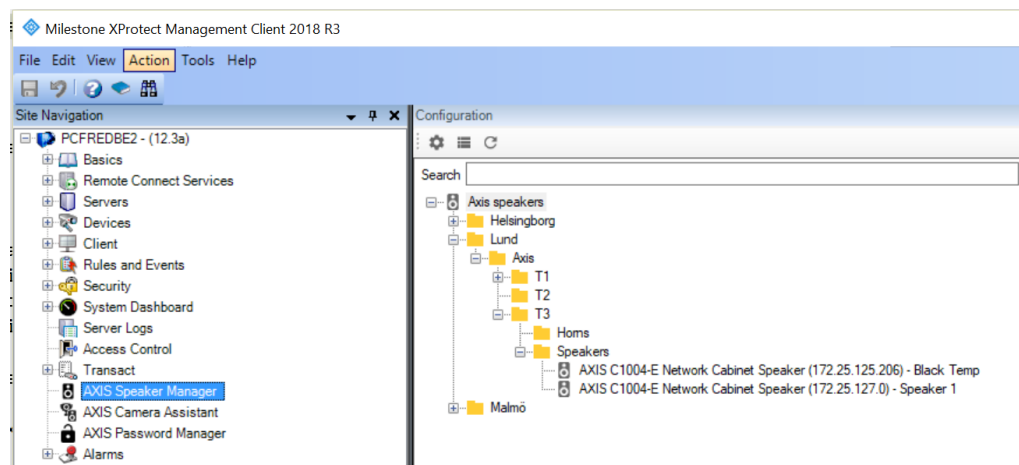 Milestone XProtect Management Client 2018 R3
File Edit View Action Tools Help
Site Navigation
PCFREDBE2 - (12.3a)
Basics
Remote Connect Services
Servers
Devices
Client
Rules and Events
Security
System Dashboard
Server Logs
Access Control
Transact
AXIS Speaker Manager
AXIS Camera Assistant
AXIS Password Manager
Alarms
Configuration
Search
Axis speakers
Helsingborg
Lund
Axis
T1
T2
T3
Horns
Speakers
AXIS C1004-E Network Cabinet Speaker (172.25.125.206) - Black Temp
AXIS C1004-E Network Cabinet Speaker (172.25.127.0) - Speaker 1
Malmö